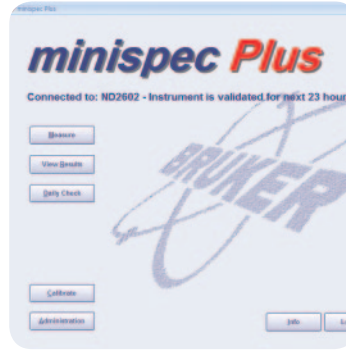 minispec Plus
minispec Plus
Connected to: ND2602 - Instrument is validated for next 23 hour
Measure
View Results
Daily Check
BRUKER
Calibrate
Administration
Info